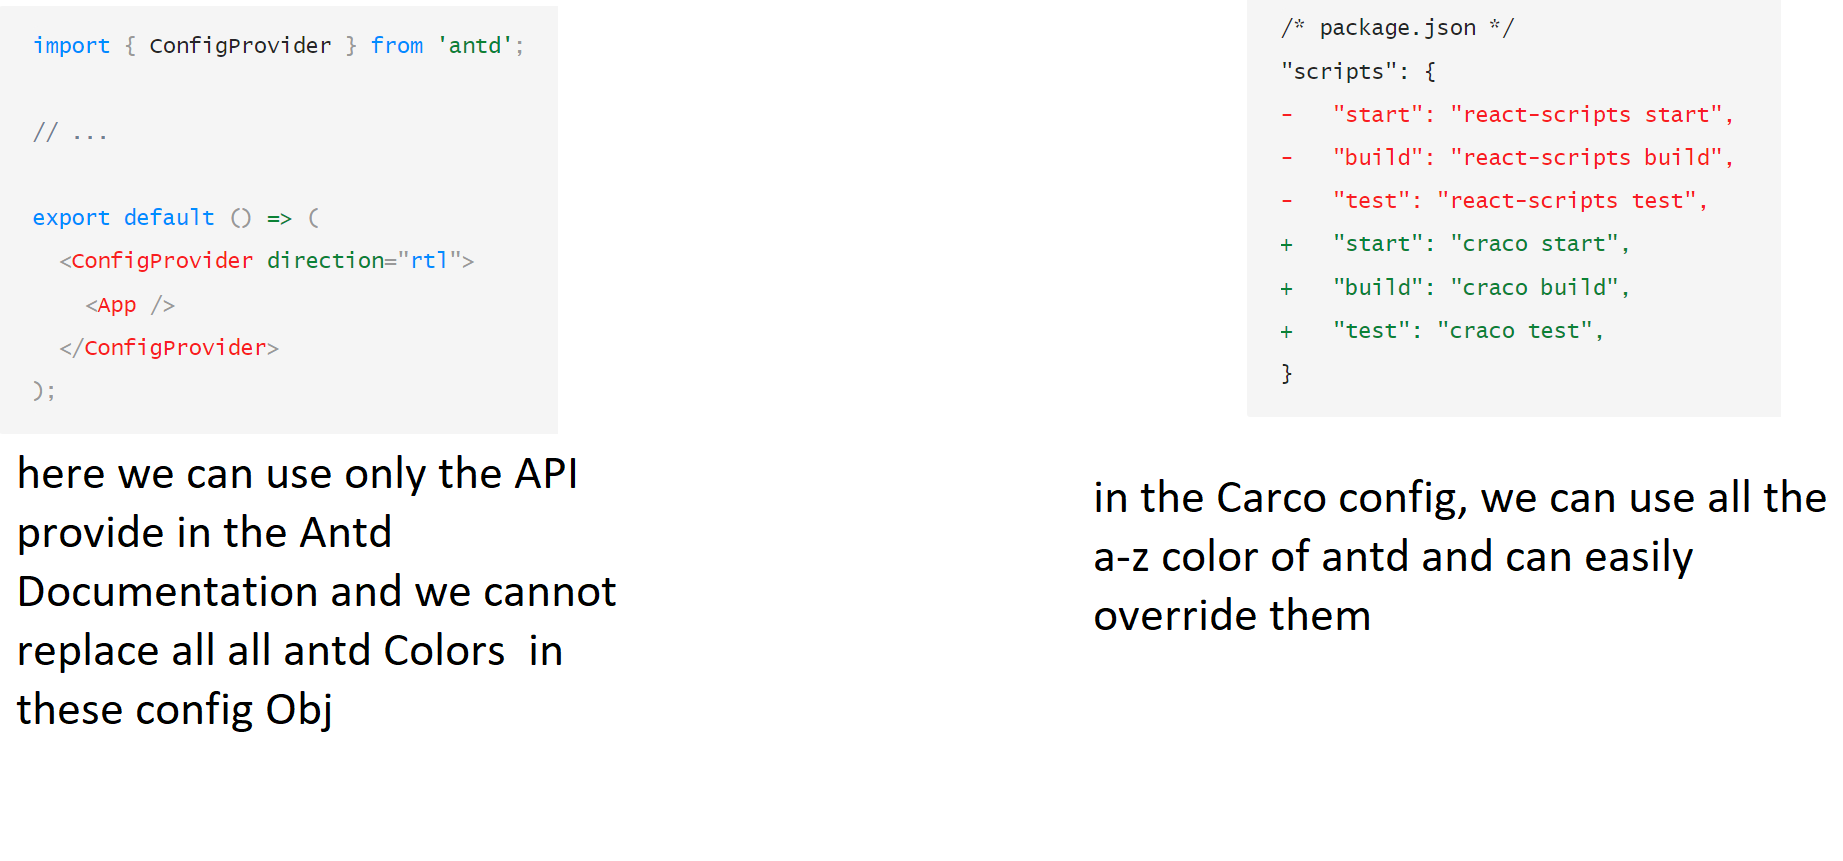 import { ConfigProvider } from 'antd';
// ...
export default () => (
<ConfigProvider direction="rtl">
<App />
</ConfigProvider>
);
here we can use only the API
provide in the Antd
Documentation and we cannot
replace all all antd Colors  in
these config Obj
/* package.json */
"scripts": {
-   "start": "react-scripts start",
-   "build": "react-scripts build",
-   "test": "react-scripts test",
+   "start": "craco start",
+   "build": "craco build",
+   "test": "craco test",
}
in the Carco config, we can use all the
a-z color of antd and can easily
override them